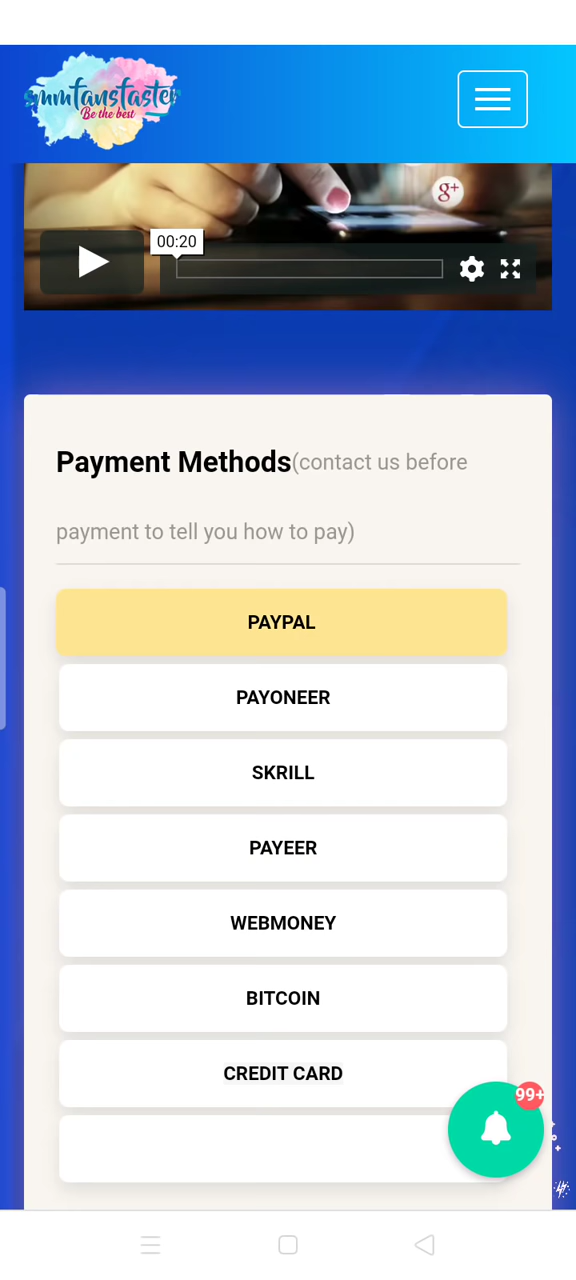 smmfansfaster
Be the best
g+
00:20
Payment Methods(contact us before
payment to tell you how to pay)
PAYPAL
PAYONEER
SKRILL
PAYEER
WEBMONEY
BITCOIN
CREDIT CARD
99+